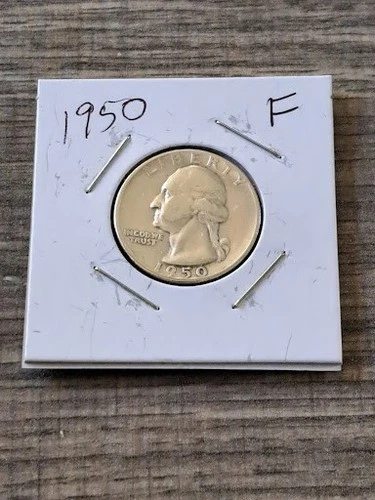 1950 F
LIBERTY
IN GOD WE
TRUST
1950